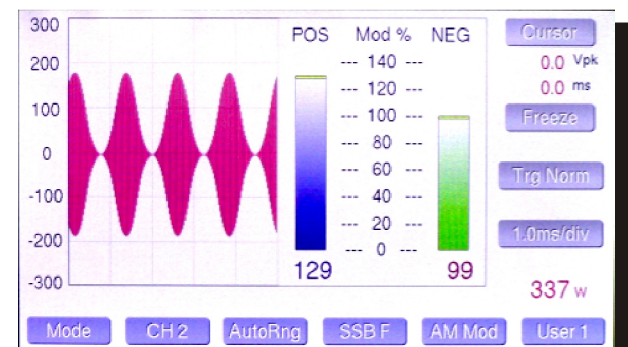 300
200
100
0
-100
-200
-300
POS Mod % NEG
--- 140 ---
--- 120 ---
--- 100 ---
--- 80 ---
--- 60 ---
--- 40 ---
--- 20 ---
--- 0 ---
129 99
Cursor
0.0 Vpk
0.0 ms
Freeze
Trg Norm
1.0ms/div
337 W
Mode CH 2 AutoRng SSB F AM Mod User 1